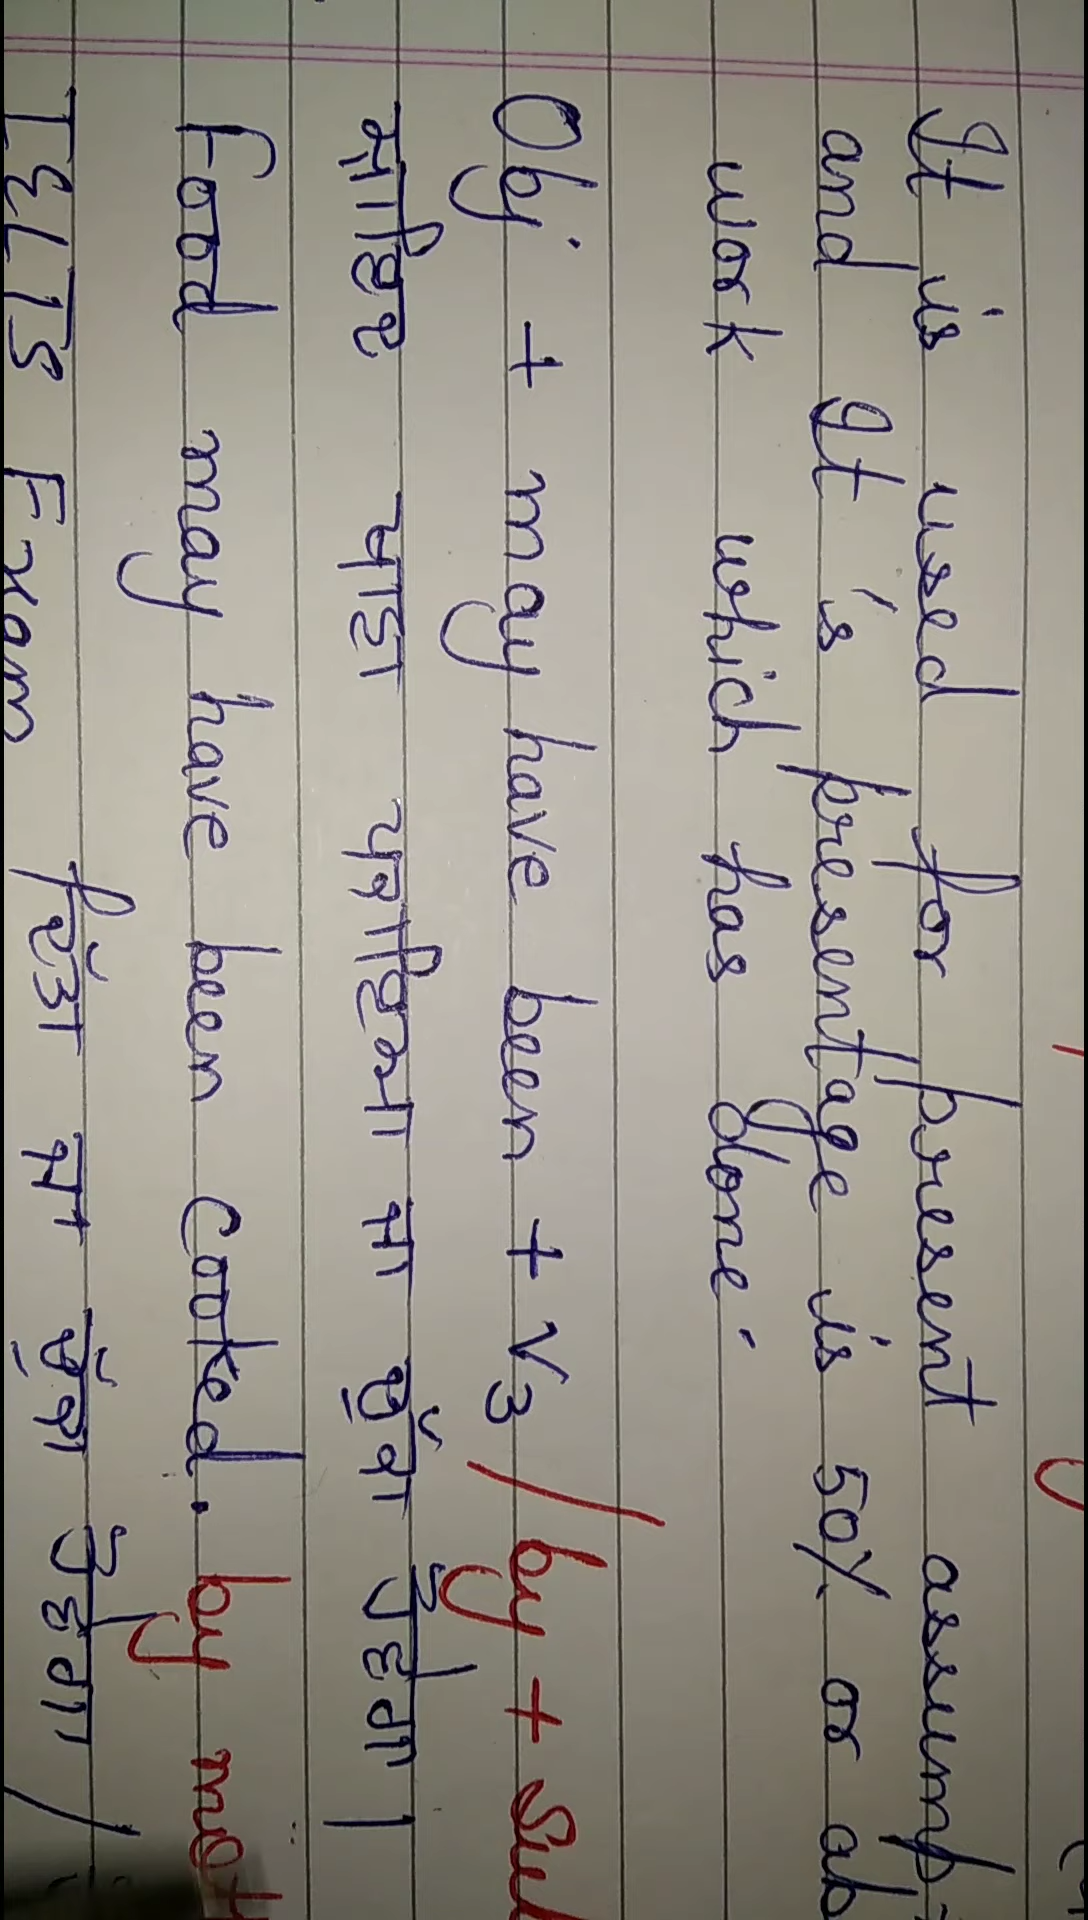 It is used for present assump-
and It is presentage is 50% or ab
work which has done
Obj + may have been + V3 / by + Sub
ਚਾਹਾ ਜਾ ਹੋਵੇਗਾ।
Food may have been Cooked. by mot
IELTS Exam ਦਿੱਤਾ ਜਾ ਚੁੱਕਾ ਹੋਵੇਗਾ /